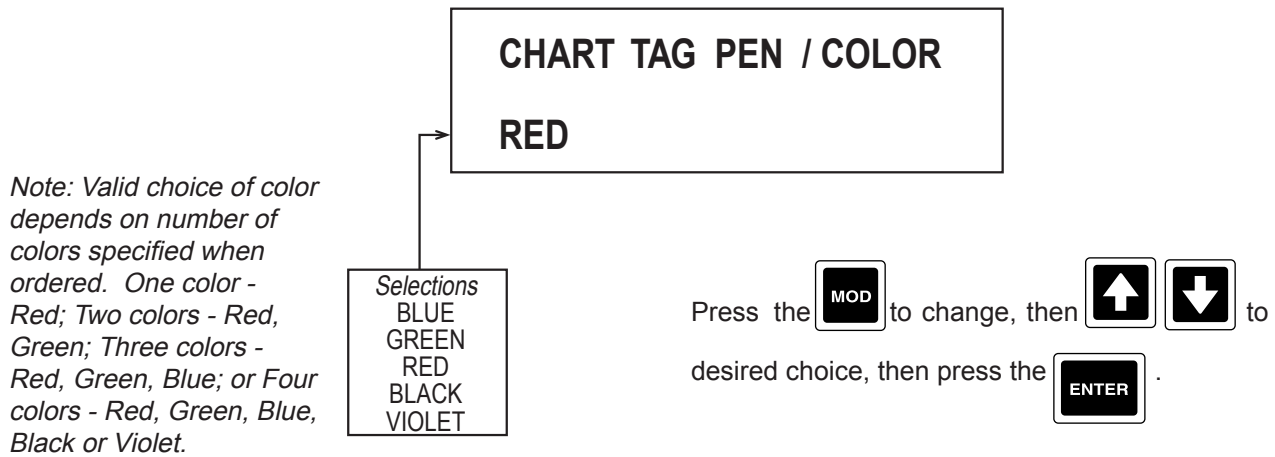 CHART TAG PEN / COLOR
RED
Note: Valid choice of color
depends on number of
colors specified when
ordered. One color -
Red; Two colors - Red,
Green; Three colors -
Red, Green, Blue; or Four
colors - Red, Green, Blue,
Black or Violet.
Selections
BLUE
GREEN
RED
BLACK
VIOLET
Press the MOD to change, then to
desired choice, then press the ENTER .